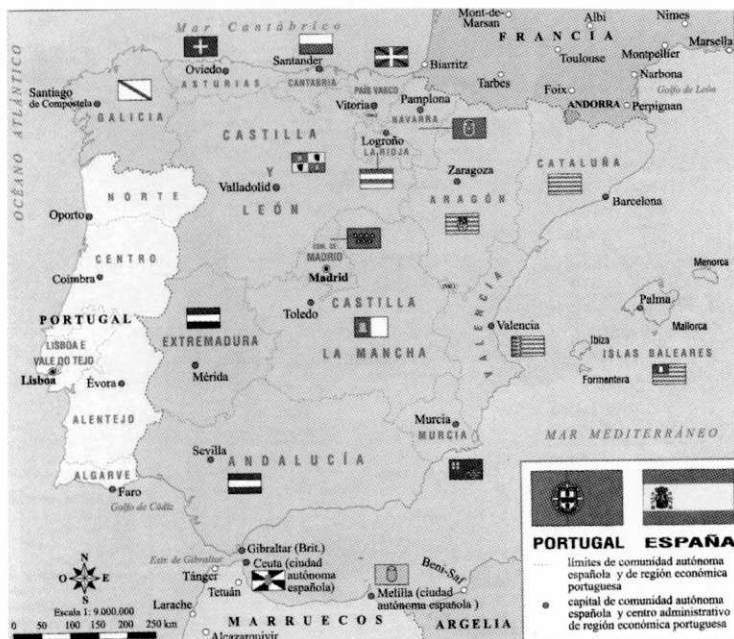 Mar Cantábrico
OCÉANO ATLÁNTICO
Mont-de-
Marsan
Albi
Nimes
FRANCIA
Toulouse
Montpellier
Marsella
Biarritz
Tarbes
Foix
Narbona
Golfo de León
ANDORRA
Perpignan
Oviedo
ASTURIAS
Santander
CANTABRIA
PAÍS VASCO
Vitoria
Pamplona
NAVARRA
Santiago
de Compostela
GALICIA
Logroño
LA RIOJA
CASTILLA
Y
LEÓN
Valladolid
Zaragoza
ARAGÓN
CATALUÑA
Barcelona
NORTE
Oporto
CENTRO
Coimbra
PORTUGAL
LISBOA E
VALE DO TEJO
Lisboa
Évora
ALENTEJO
ALGARVE
Faro
Golfo de Cádiz
COM. DE
MADRID
Madrid
Toledo
CASTILLA
LA MANCHA
EXTREMADURA
Mérida
VALENCIA
Valencia
Menorca
Palma
Mallorca
Ibiza
Formentera
ISLAS BALEARES
Murcia
MURCIA
MAR MEDITERRÁNEO
Sevilla
ANDALUCÍA
Gibraltar (Brit.)
Estr. de Gibraltar
Ceuta (ciudad
autónoma
española)
Tánger
Tetuán
Larache
Alcazarquivir
MARRUECOS
Melilla (ciudad
autónoma española )
Beni-Saf
ARGELIA
N
O E
S
Escala 1: 9.000.000
0 50 100 150 200 250 km
PORTUGAL ESPAÑA
límites de comunidad autónoma
española y de región económica
portuguesa
capital de comunidad autónoma
española y centro administrativo
de región económica portuguesa